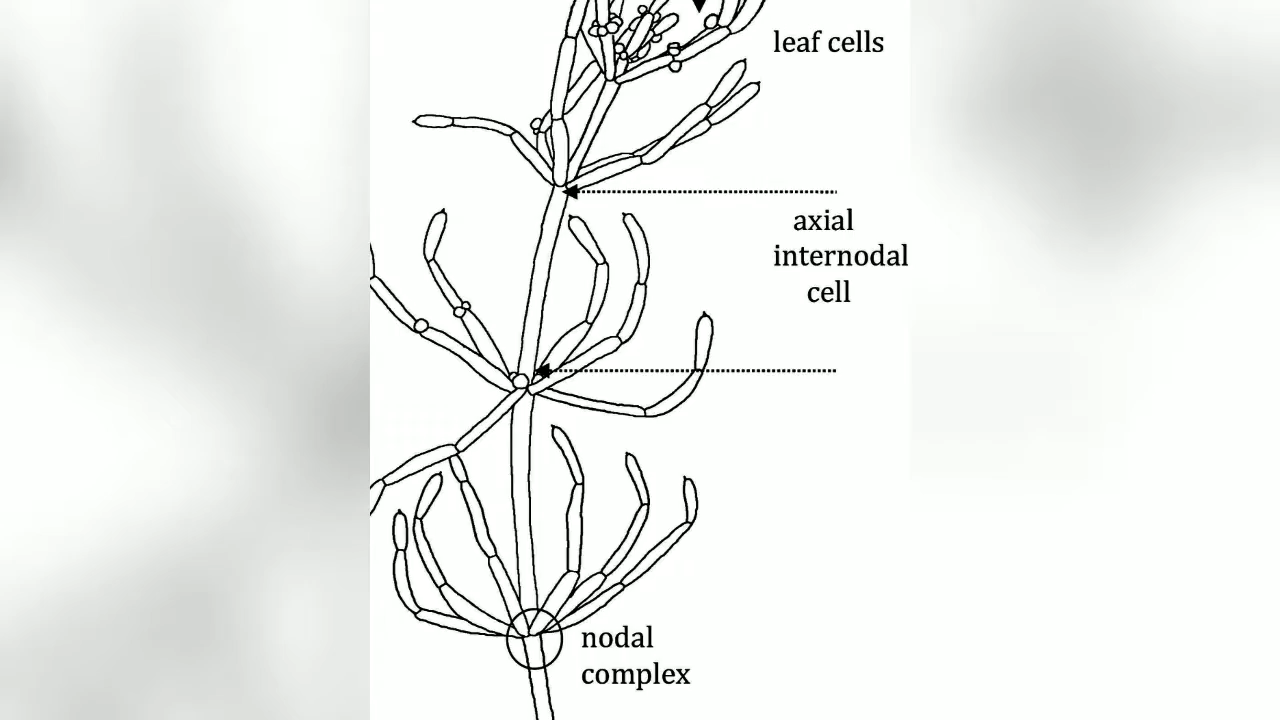 leaf cells
axial
internodal
cell
nodal
complex